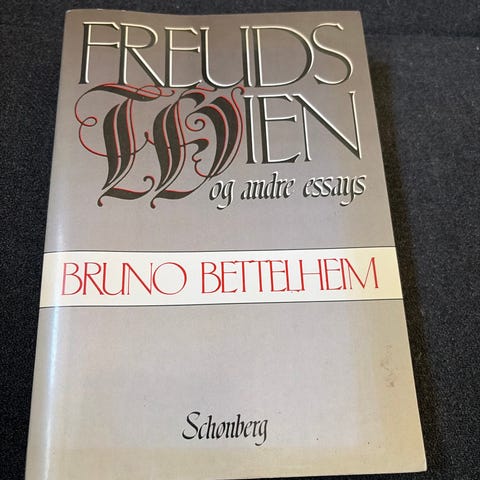 FREUDS
WIEN
og andre essays
BRUNO BETTELHEIM
Schønberg